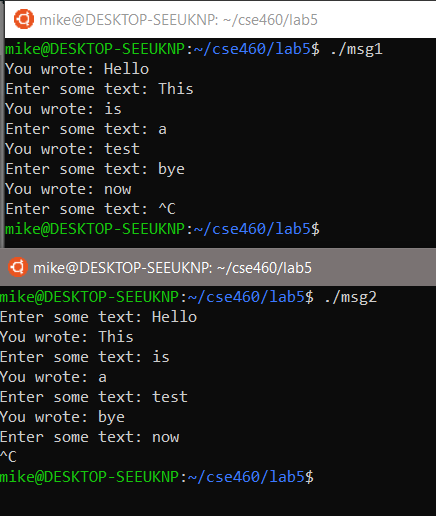 mike@DESKTOP-SEEUKNP: ~/cse460/lab5
mike@DESKTOP-SEEUKNP:~/cse460/lab5$ ./msg1
You wrote: Hello
Enter some text: This
You wrote: is
Enter some text: a
You wrote: test
Enter some text: bye
You wrote: now
Enter some text: ^C
mike@DESKTOP-SEEUKNP:~/cse460/lab5$
mike@DESKTOP-SEEUKNP: ~/cse460/lab5
mike@DESKTOP-SEEUKNP:~/cse460/lab5$ ./msg2
Enter some text: Hello
You wrote: This
Enter some text: is
You wrote: a
Enter some text: test
You wrote: bye
Enter some text: now
^C
mike@DESKTOP-SEEUKNP:~/cse460/lab5$